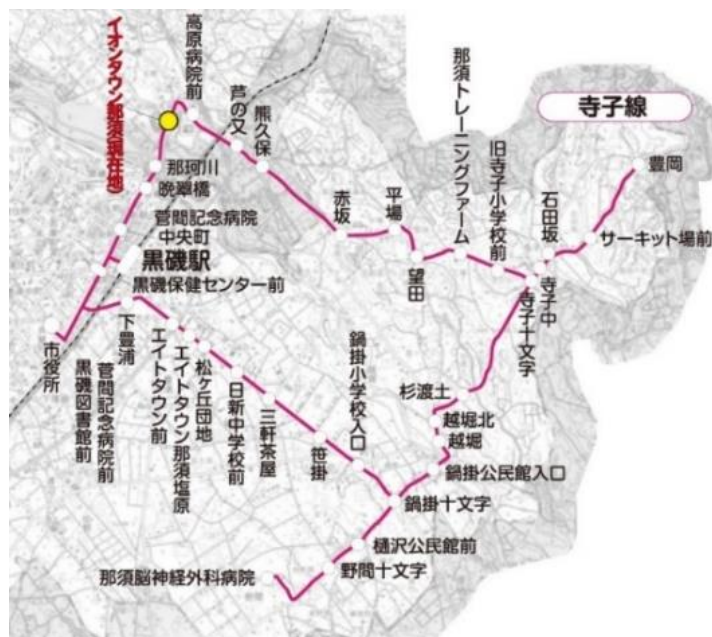 寺子線
イオンタウン那須(現在地)
高原病院前
芦の又
熊久保
赤坂
平場
望田
那須トレーニングファーム
旧寺子小学校前
石田坂
サーキット場前
豊岡
寺子中
寺子十文字
那珂川
晩翠橋
菅間記念病院
中央町
黒磯駅
黒磯保健センター前
市役所
黒磯図書館前
菅間記念病院前
下豊浦
エイトタウン前
エイトタウン那須塩原
松ヶ丘団地
日新中学校前
三軒茶屋
笹掛
鍋掛小学校入口
杉渡土
越堀北
越堀
鍋掛公民館入口
鍋掛十文字
樋沢公民館前
野間十文字
那須脳神経外科病院